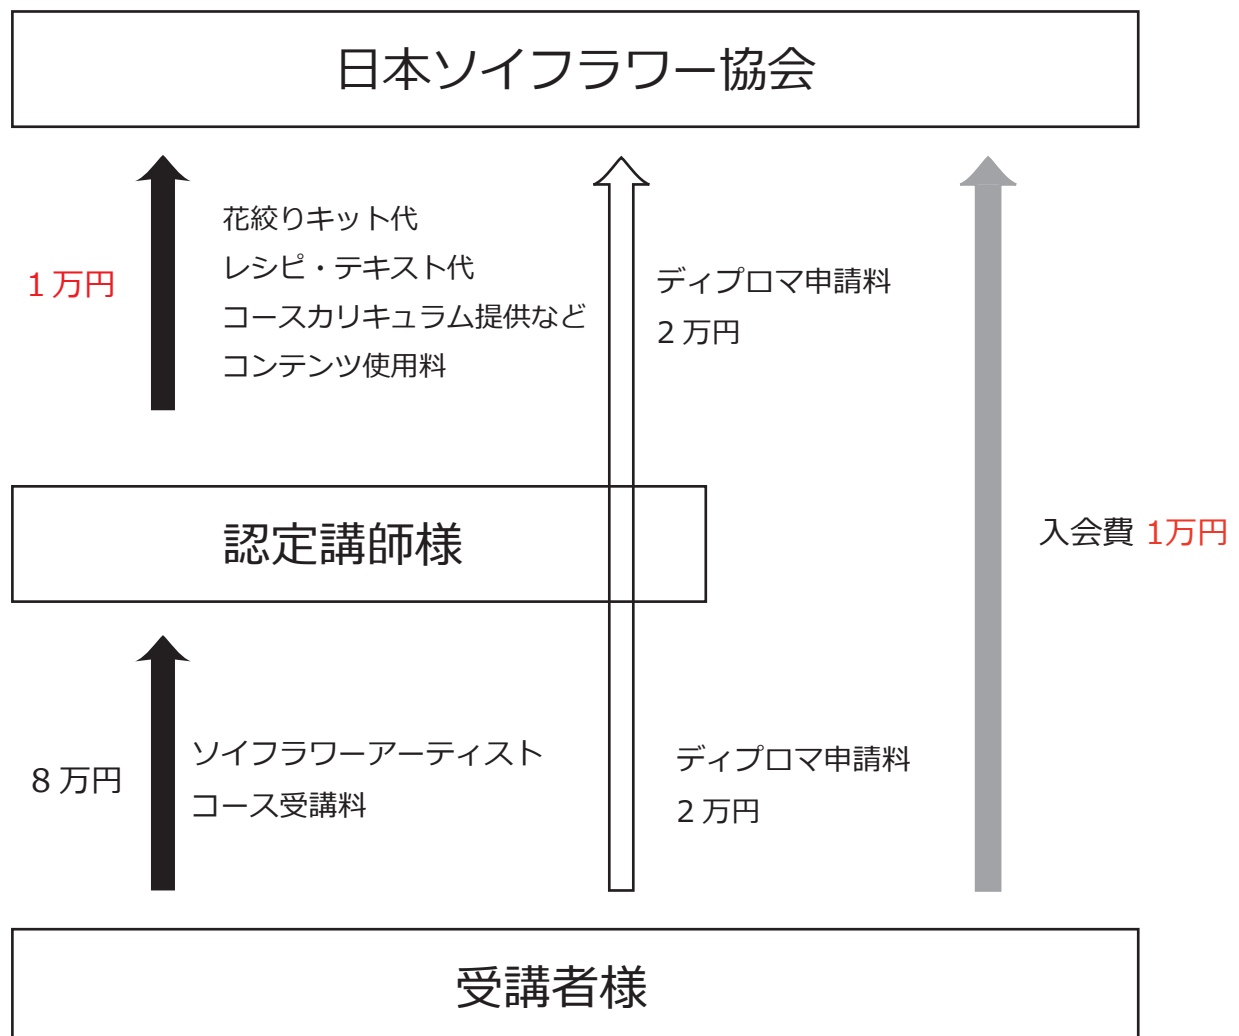 日本ソイフラワー協会
1万円
花絞りキット代
レシピ・テキスト代
コースカリキュラム提供など
コンテンツ使用料
ディプロマ申請料
2万円
認定講師様
入会費 1万円
8万円
ソイフラワーアーティスト
コース受講料
ディプロマ申請料
2万円
受講者様